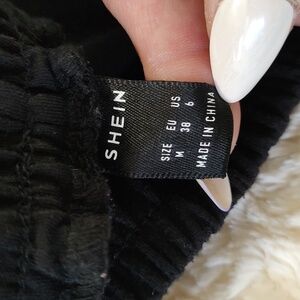 SHEIN
SIZE EU US
M 38 6
MADE IN CHINA